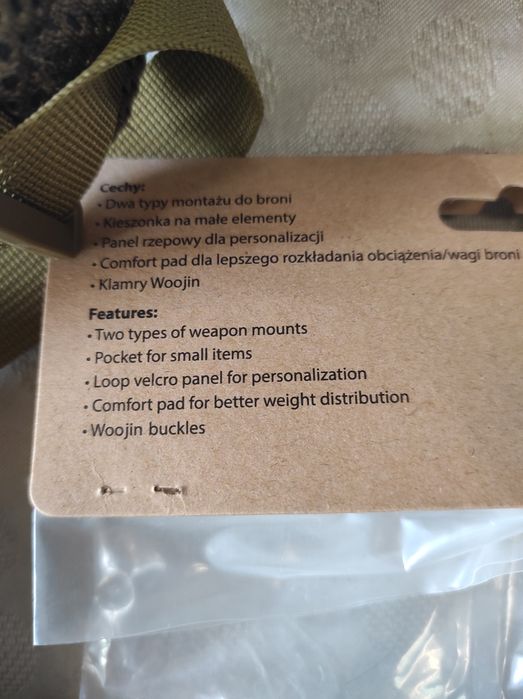 Cechy:
• Dwa typy montażu do broni
• Kieszonka na małe elementy
• Panel rzepowy dla personalizacji
• Comfort pad dla lepszego rozkładania obciążenia/wagi broni
• Klamry Woojin
Features:
• Two types of weapon mounts
• Pocket for small items
• Loop velcro panel for personalization
• Comfort pad for better weight distribution
• Woojin buckles